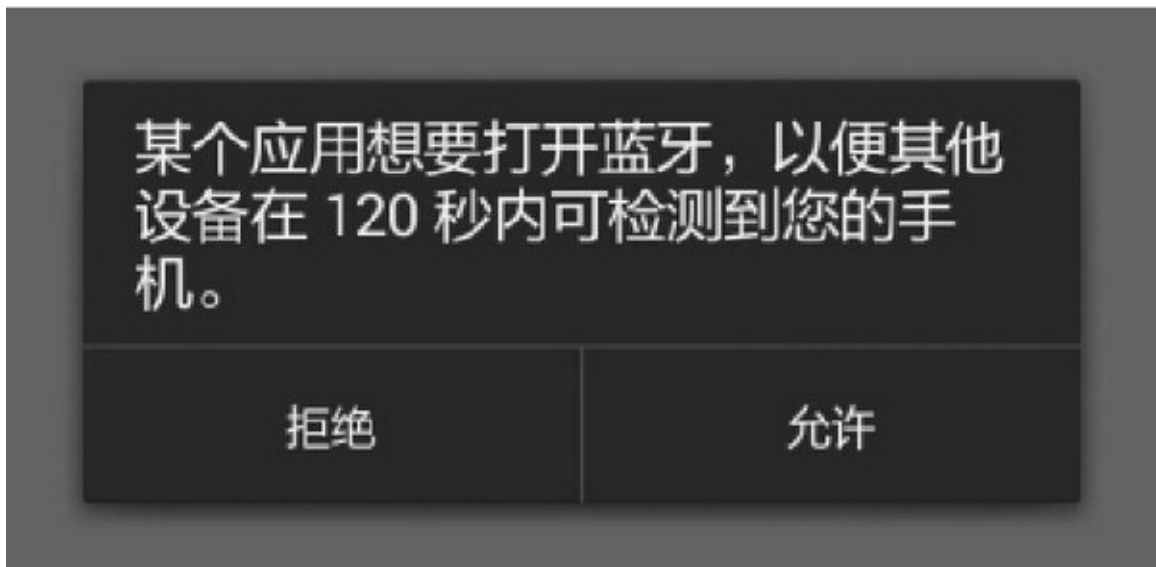 某个应用想要打开蓝牙，以便其他
设备在 120 秒内可检测到您的手
机。
拒绝
允许